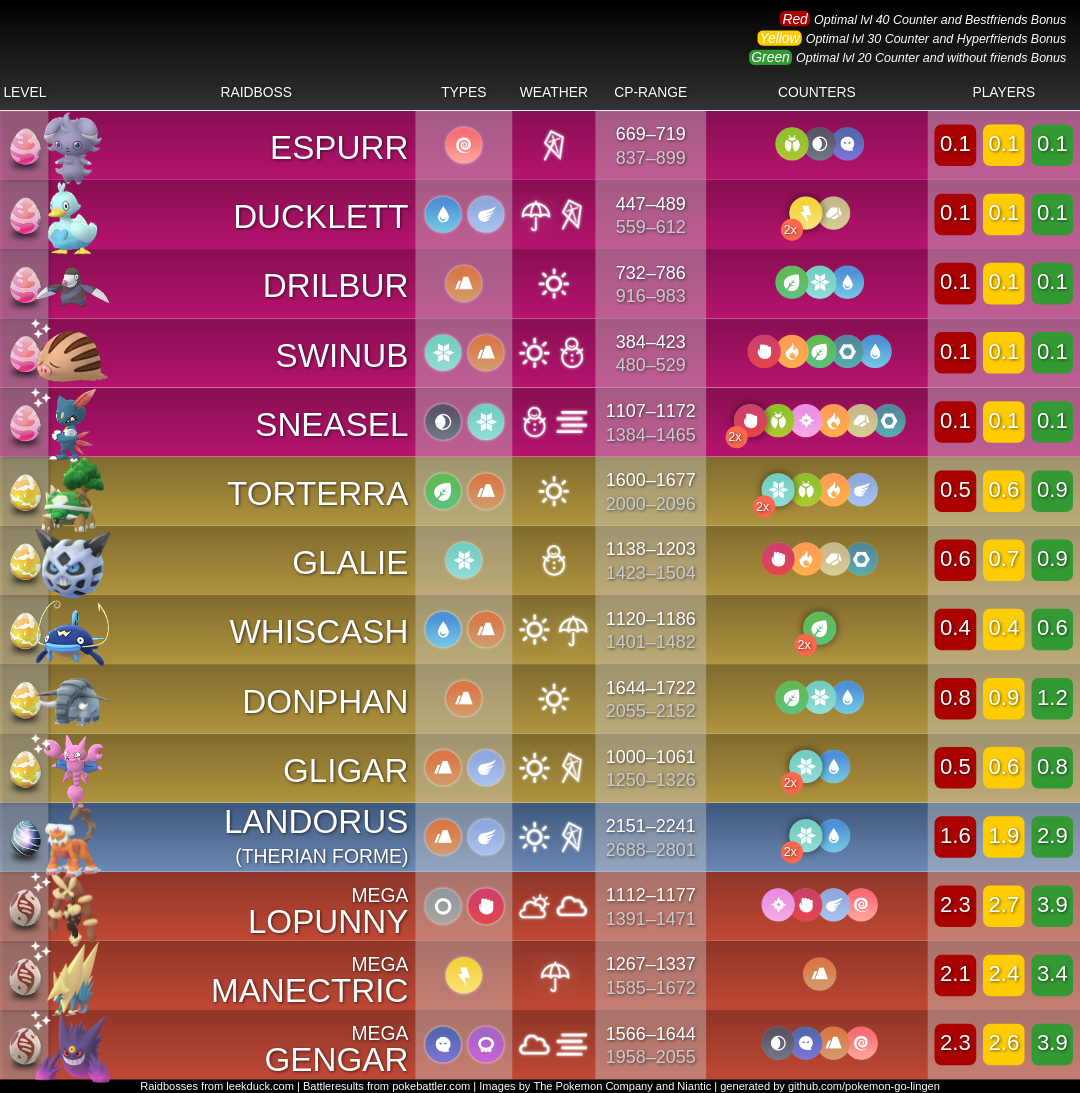 Red Optimal lvl 40 Counter and Bestfriends Bonus
Yellow Optimal lvl 30 Counter and Hyperfriends Bonus
Green Optimal lvl 20 Counter and without friends Bonus
LEVEL RAIDBOSS TYPES WEATHER CP-RANGE COUNTERS PLAYERS
ESPURR 669–719 0.1 0.1 0.1
837–899
DUCKLETT 447–489 0.1 0.1 0.1
559–612 2x
DRILBUR 732–786 0.1 0.1 0.1
916–983
SWINUB 384–423 0.1 0.1 0.1
480–529
SNEASEL 1107–1172 0.1 0.1 0.1
1384–1465 2x
TORTERRA 1600–1677 0.5 0.6 0.9
2000–2096 2x
GLALIE 1138–1203 0.6 0.7 0.9
1423–1504
WHISCASH 1120–1186 0.4 0.4 0.6
1401–1482 2x
DONPHAN 1644–1722 0.8 0.9 1.2
2055–2152
GLIGAR 1000–1061 0.5 0.6 0.8
1250–1326 2x
LANDORUS 2151–2241 1.6 1.9 2.9
(THERIAN FORME) 2688–2801 2x
MEGA 1112–1177 2.3 2.7 3.9
LOPUNNY 1391–1471
MEGA 1267–1337 2.1 2.4 3.4
MANECTRIC 1585–1672
MEGA 1566–1644 2.3 2.6 3.9
GENGAR 1958–2055
Raidbosses from leekduck.com | Battleresults from pokebattler.com | Images by The Pokemon Company and Niantic | generated by github.com/pokemon-go-lingen